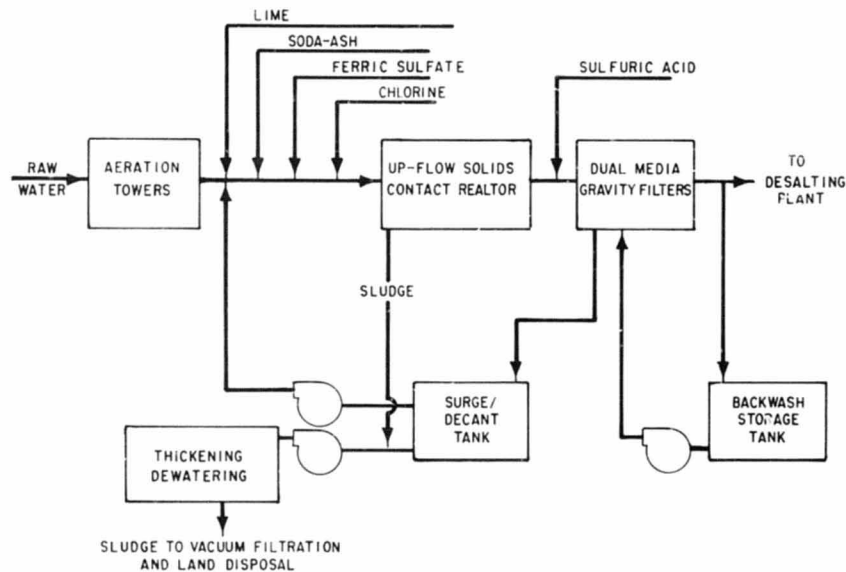 LIME
SODA-ASH
FERRIC SULFATE
CHLORINE
SULFURIC ACID
RAW
WATER
AERATION
TOWERS
UP-FLOW SOLIDS
CONTACT REALTOR
DUAL MEDIA
GRAVITY FILTERS
TO
DESALTING
PLANT
SLUDGE
SURGE/
DECANT
TANK
BACKWASH
STORAGE
TANK
THICKENING
DEWATERING
SLUDGE TO VACUUM FILTRATION
AND LAND DISPOSAL